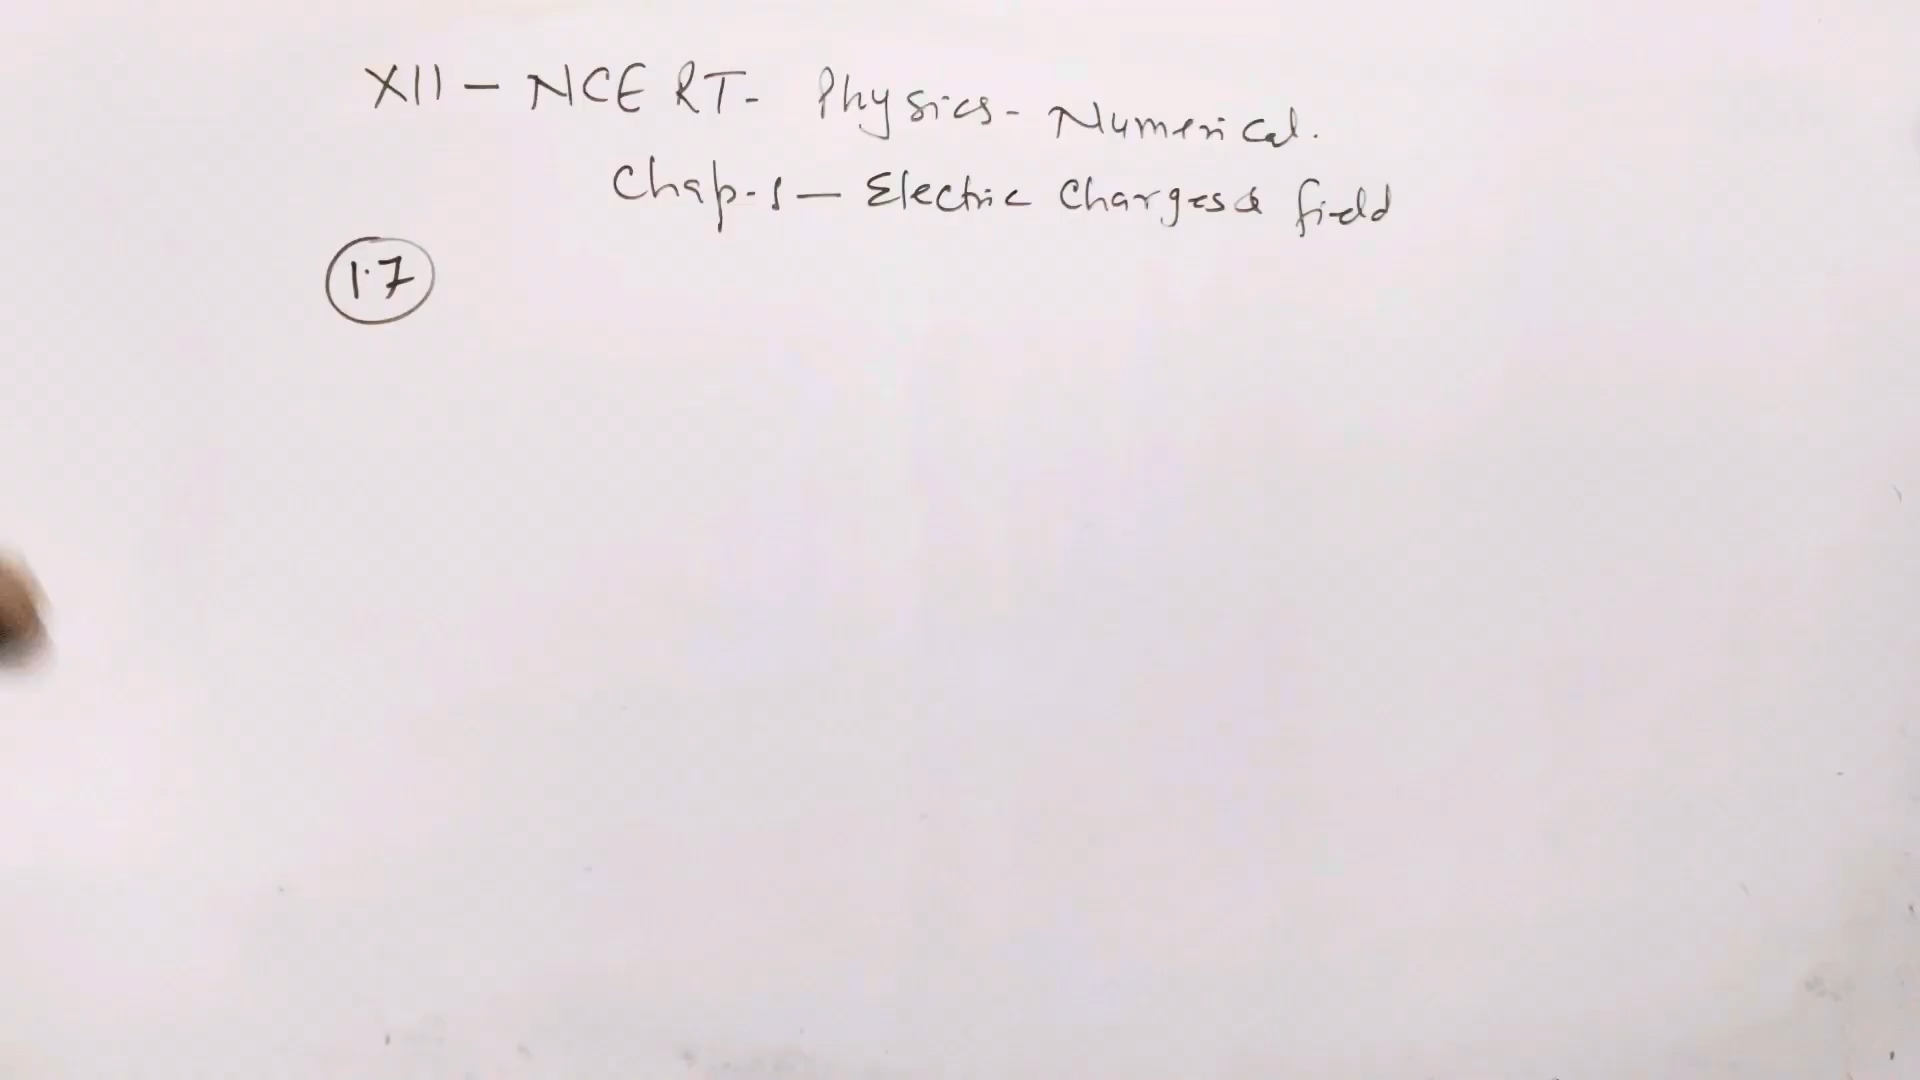 XII - NCERT - Physics - Numerical.
Chap-1 - Electric Charges & field
1.7